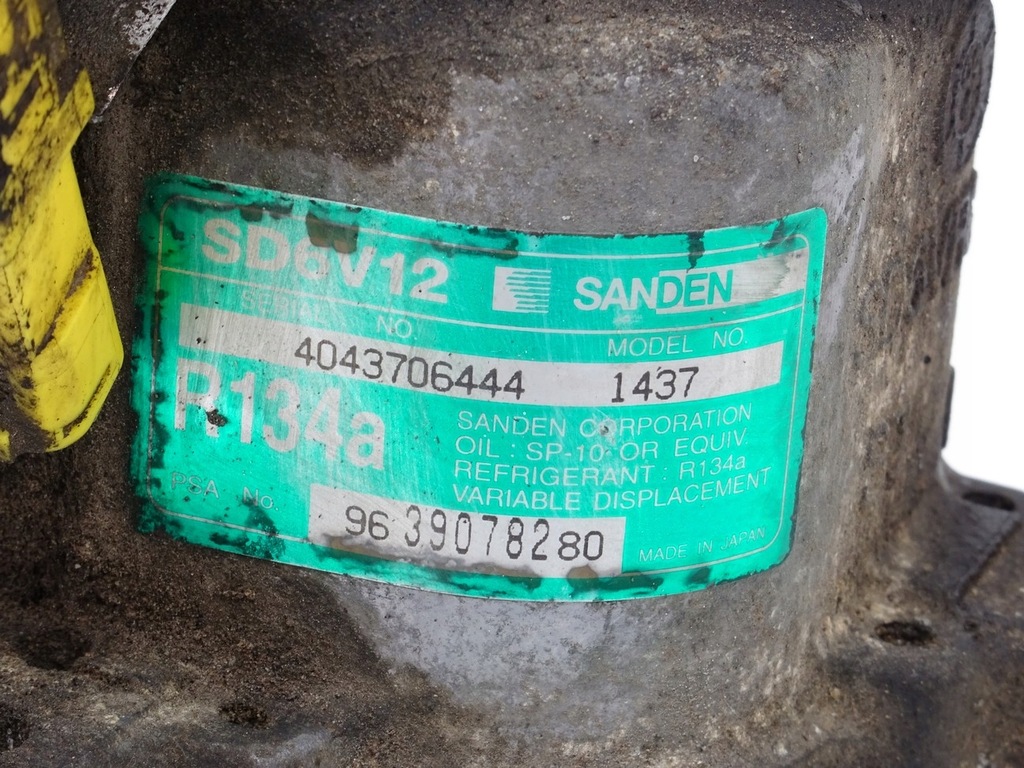 SD6V12 SANDEN
SERIAL NO. MODEL NO.
4043706444 1437
R134a
SANDEN CORPORATION
OIL : SP-10 OR EQUIV.
REFRIGERANT : R134a
VARIABLE DISPLACEMENT
PSA No. 96 39078280
MADE IN JAPAN